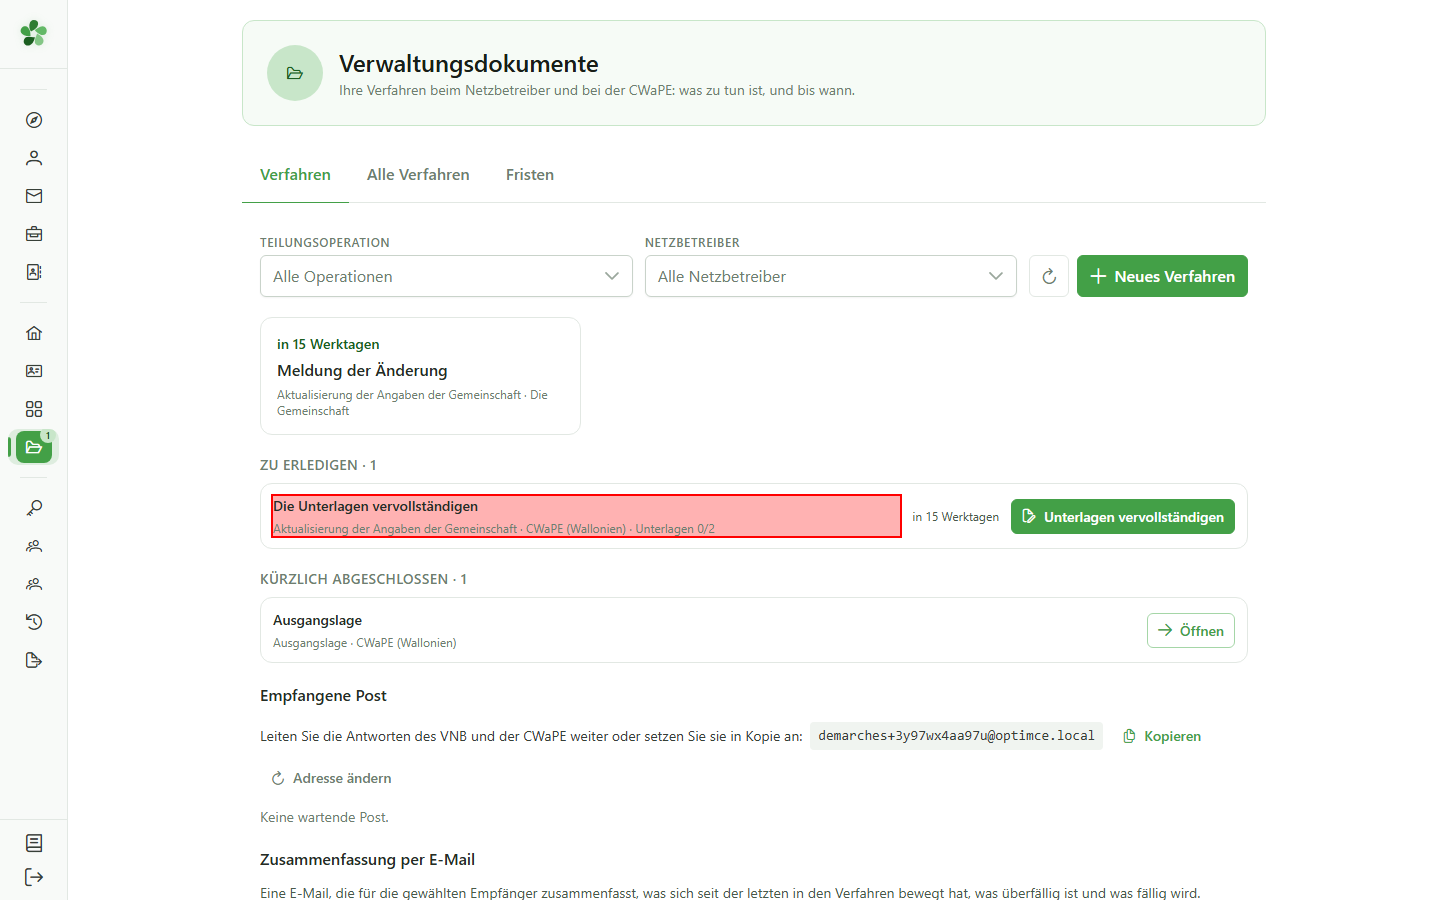 Verwaltungsdokumente
Ihre Verfahren beim Netzbetreiber und bei der CWaPE: was zu tun ist, und bis wann.
Verfahren
Alle Verfahren
Fristen
TEILUNGSOPERATION
NETZBETREIBER
Alle Operationen
Alle Netzbetreiber
Neues Verfahren
in 15 Werktagen
Meldung der Änderung
Aktualisierung der Angaben der Gemeinschaft · Die
Gemeinschaft
1
ZU ERLEDIGEN · 1
Die Unterlagen vervollständigen
Aktualisierung der Angaben der Gemeinschaft · CWaPE (Wallonien) · Unterlagen 0/2
in 15 Werktagen
Unterlagen vervollständigen
KÜRZLICH ABGESCHLOSSEN · 1
Ausgangslage
Ausgangslage · CWaPE (Wallonien)
Öffnen
Empfangene Post
Leiten Sie die Antworten des VNB und der CWaPE weiter oder setzen Sie sie in Kopie an: demarches+3y97wx4aa97u@optimce.local
Kopieren
Adresse ändern
Keine wartende Post.
Zusammenfassung per E-Mail
Eine E-Mail, die für die gewählten Empfänger zusammenfasst, was sich seit der letzten in den Verfahren bewegt hat, was überfällig ist und was fällig wird.